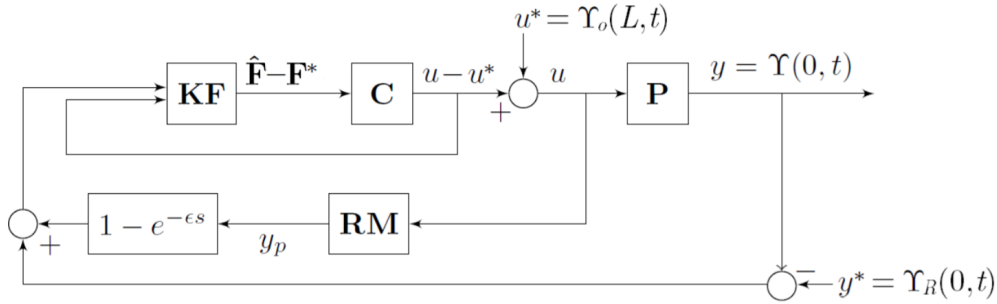 u* = ϒₒ(L,t)
KF
F̂–F*
C
u – u*
+
u
P
y = ϒ(0,t)
+
1 – e^{−ϵs}
y_p
RM
–
y* = ϒ_R(0,t)